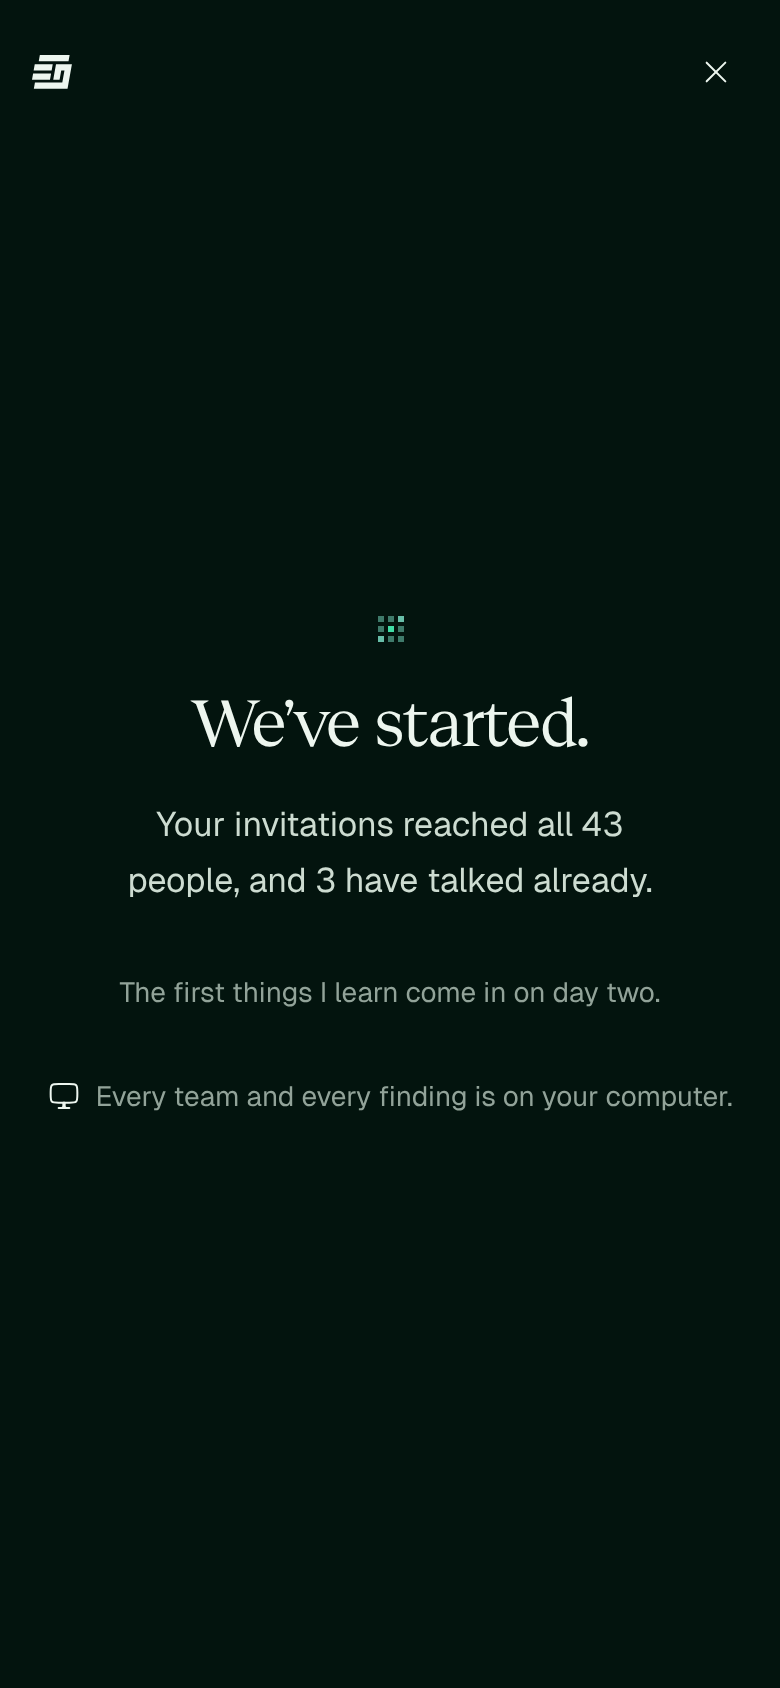 We’ve started.
Your invitations reached all 43
people, and 3 have talked already.
The first things I learn come in on day two.
Every team and every finding is on your computer.